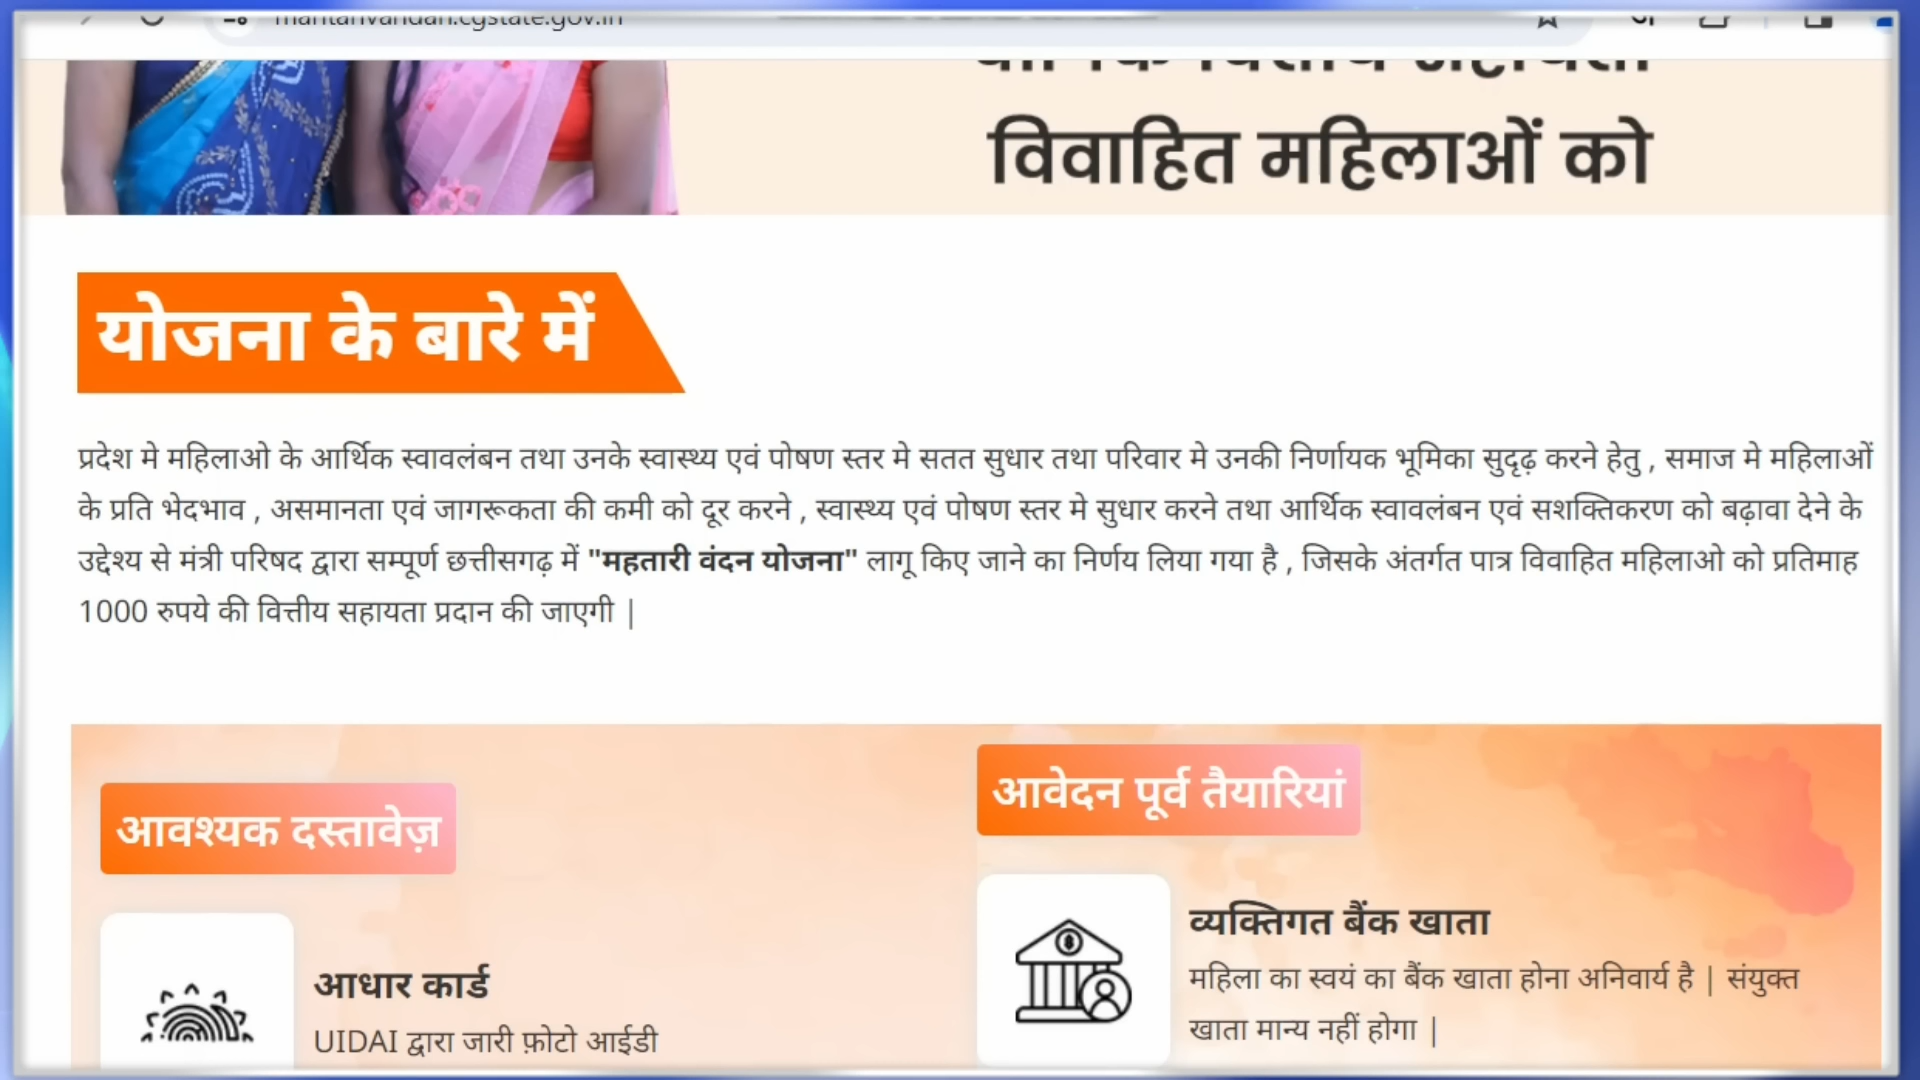 विवाहित महिलाओं को
योजना के बारे में
प्रदेश मे महिलाओ के आर्थिक स्वावलंबन तथा उनके स्वास्थ्य एवं पोषण स्तर मे सतत सुधार तथा परिवार मे उनकी निर्णायक भूमिका सुदृढ़ करने हेतु , समाज मे महिलाओं
के प्रति भेदभाव , असमानता एवं जागरूकता की कमी को दूर करने , स्वास्थ्य एवं पोषण स्तर मे सुधार करने तथा आर्थिक स्वावलंबन एवं सशक्तिकरण को बढ़ावा देने के
उद्देश्य से मंत्री परिषद द्वारा सम्पूर्ण छत्तीसगढ़ में "महतारी वंदन योजना" लागू किए जाने का निर्णय लिया गया है , जिसके अंतर्गत पात्र विवाहित महिलाओ को प्रतिमाह
1000 रुपये की वित्तीय सहायता प्रदान की जाएगी |
आवश्यक दस्तावेज़
आधार कार्ड
UIDAI द्वारा जारी फ़ोटो आईडी
आवेदन पूर्व तैयारियां
व्यक्तिगत बैंक खाता
महिला का स्वयं का बैंक खाता होना अनिवार्य है | संयुक्त
खाता मान्य नहीं होगा |